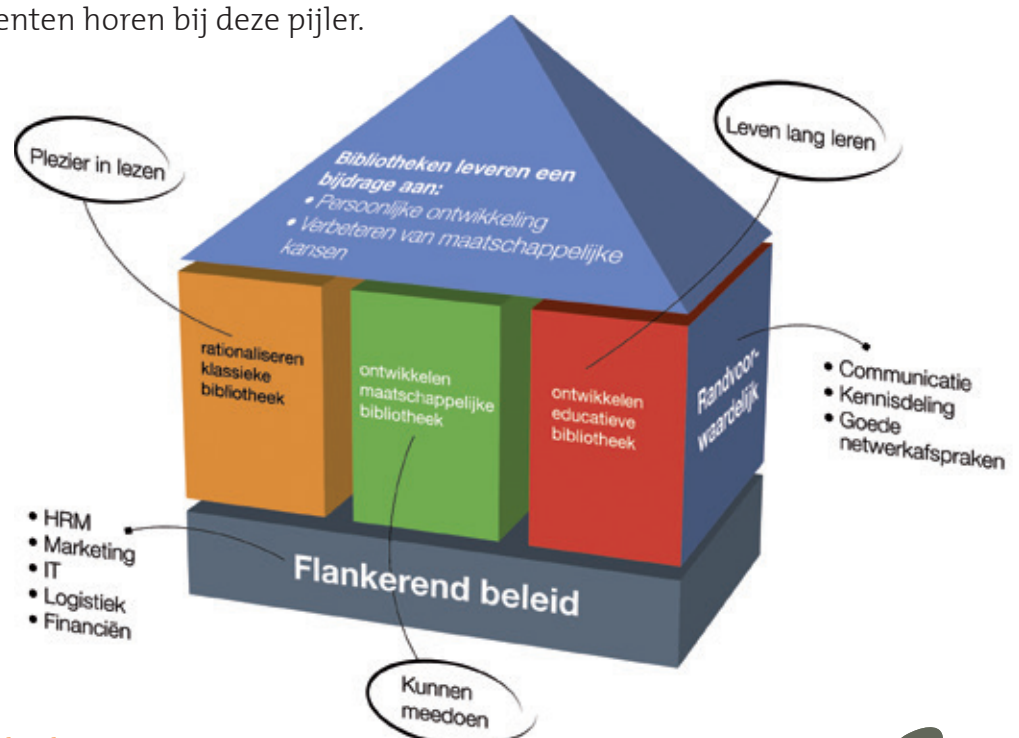 enten horen bij deze pijler.
Plezier in lezen
Leven lang leren
Bibliotheken leveren een
bijdrage aan:
• Persoonlijke ontwikkeling
• Verbeteren van maatschappelijke
kansen
rationaliseren
klassieke
bibliotheek
ontwikkelen
maatschappelijke
bibliotheek
ontwikkelen
educatieve
bibliotheek
Randvoor-
waardelijk
• Communicatie
• Kennisdeling
• Goede
netwerkafspraken
• HRM
• Marketing
• IT
• Logistiek
• Financiën
Flankerend beleid
Kunnen
meedoen